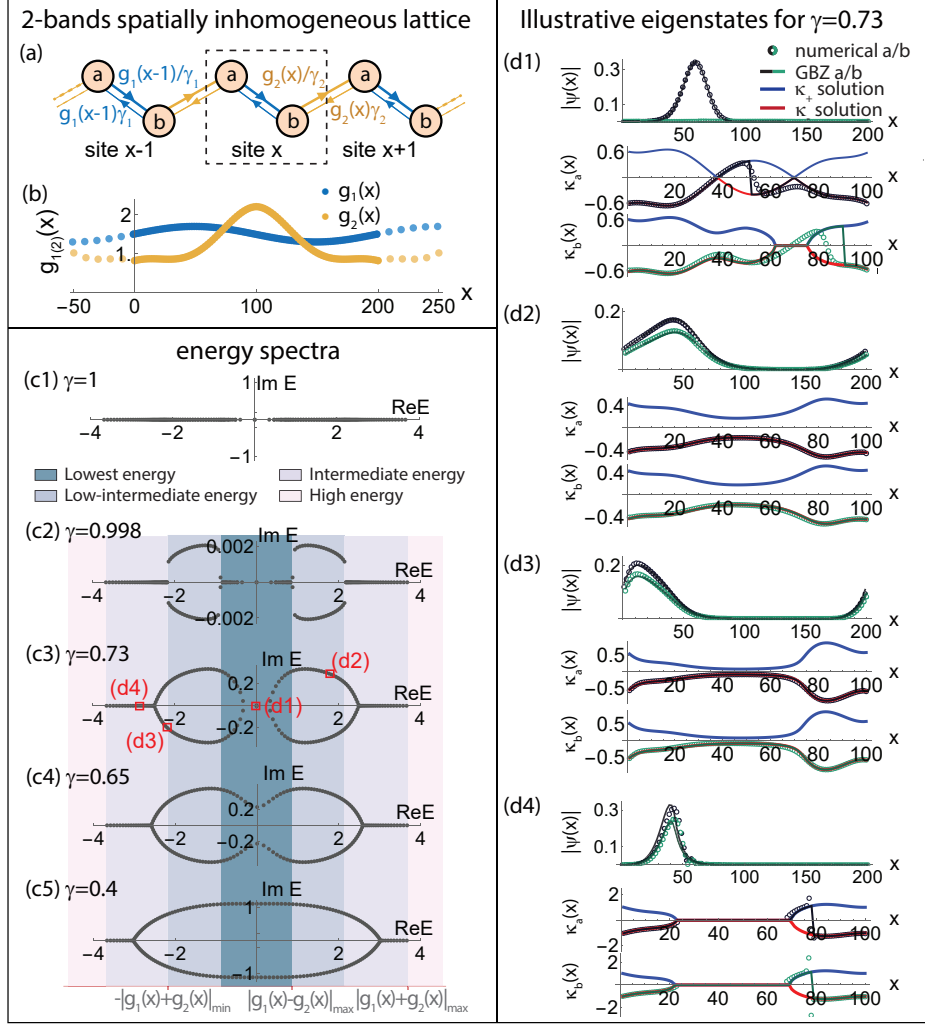 2-bands spatially inhomogeneous lattice
(a)
a a a
g₁(x-1)/γ₁ g₂(x)/γ₂
g₁(x-1)γ₁ g₂(x)γ₂
b b b
site x-1 site x site x+1
(b)
g₁(x)
g₂(x)
g₁₍₂₎(x)
2
1
−50 0 50 100 150 200 250 x
energy spectra
(c1) γ=1
1 Im E
ReE
−4 −2 2 4
−1
Lowest energy Intermediate energy
Low-intermediate energy High energy
(c2) γ=0.998
Im E
0.002
ReE
−4 −2 2 4
−0.002
(c3) γ=0.73
Im E
0.2
(d2)
(d4) (d1)
ReE
−4 −2 2 4
(d3)
−0.2
(c4) γ=0.65
Im E
0.2
ReE
−4 −2 2 4
−0.2
(c5) γ=0.4
Im E
1
ReE
−4 −2 2 4
−1
-|g₁(x)+g₂(x)|min |g₁(x)-g₂(x)|max |g₁(x)+g₂(x)|max
Illustrative eigenstates for γ=0.73
(d1)
numerical a/b
GBZ a/b
κ₊ solution
κ solution
|ψ(x)|
0.3
0.1
50 100 150 200 x
κa(x)
0.6
20 40 60 80 100 x
−0.6
κb(x)
0.6
20 40 60 80 100 x
−0.6
(d2)
|ψ(x)|
0.2
50 100 150 200 x
κa(x)
0.4
20 40 60 80 100 x
−0.4
κb(x)
0.4
20 40 60 80 100 x
−0.4
(d3)
|ψ(x)|
0.2
50 100 150 200 x
κa(x)
0.5
20 40 60 80 100 x
−0.5
κb(x)
0.5
20 40 60 80 100 x
−0.5
(d4)
|ψ(x)|
0.3
0.1
50 100 150 200 x
κa(x)
2
20 40 60 80 100 x
−2
κb(x)
2
20 40 60 80 100 x
−2